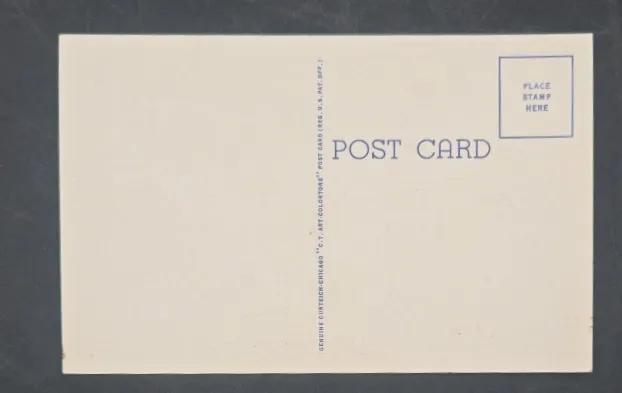 GENUINE CURTEICH-CHICAGO "C.T. ART-COLORTONE" POST CARD (REG. U.S. PAT. OFF.)
POST CARD
PLACE
STAMP
HERE